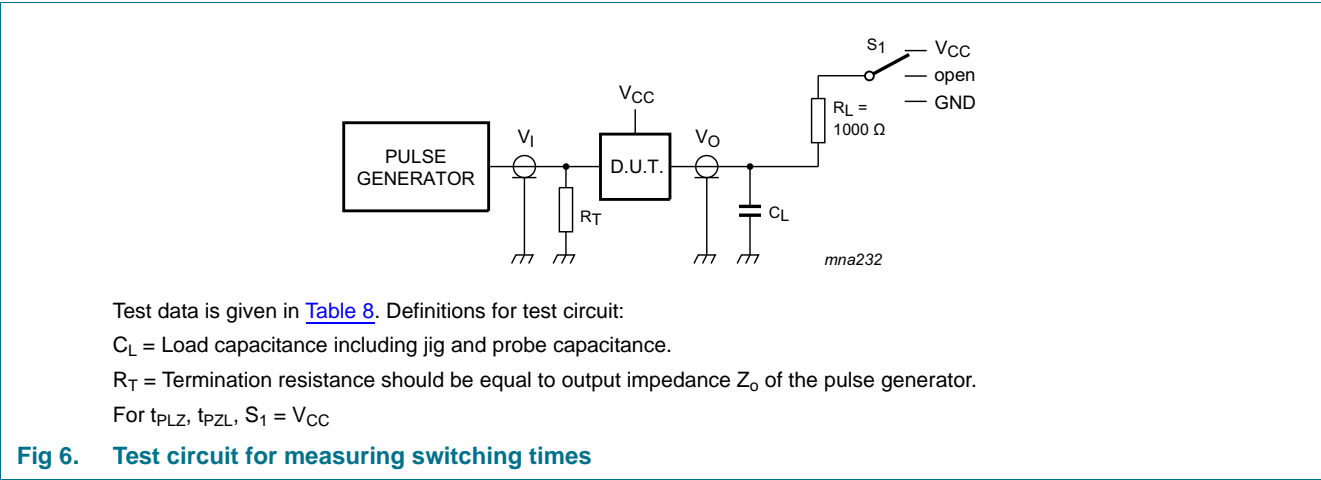 S1
VCC
open
GND
VCC
RL =
1000 Ω
VI
VO
PULSE
GENERATOR
D.U.T.
RT
CL
mna232
Test data is given in Table 8. Definitions for test circuit:
CL = Load capacitance including jig and probe capacitance.
RT = Termination resistance should be equal to output impedance Zo of the pulse generator.
For tPLZ, tPZL, S1 = VCC
Fig 6. Test circuit for measuring switching times